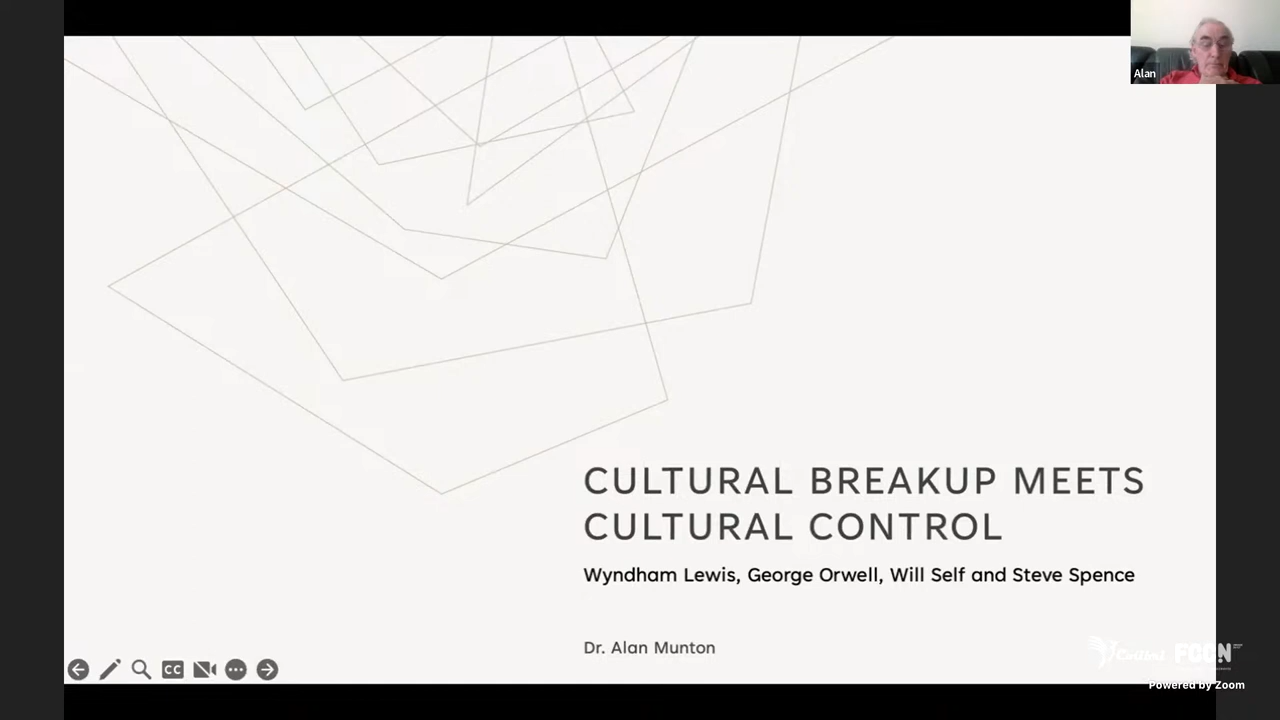 Alan
CULTURAL BREAKUP MEETS
CULTURAL CONTROL
Wyndham Lewis, George Orwell, Will Self and Steve Spence
Dr. Alan Munton
CC
Powered by Zoom